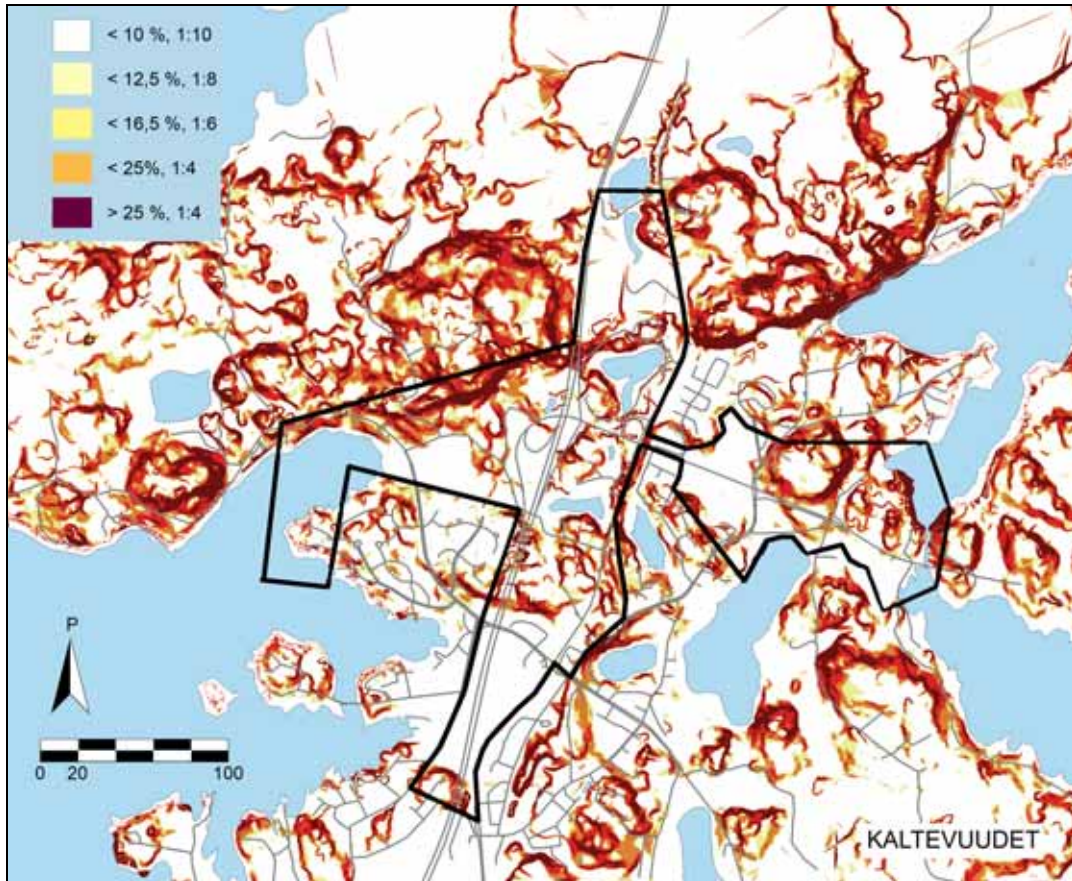 < 10 %, 1:10
< 12,5 %, 1:8
< 16,5 %, 1:6
< 25%, 1:4
> 25 %, 1:4
P
0 20 100
KALTEVUUDET